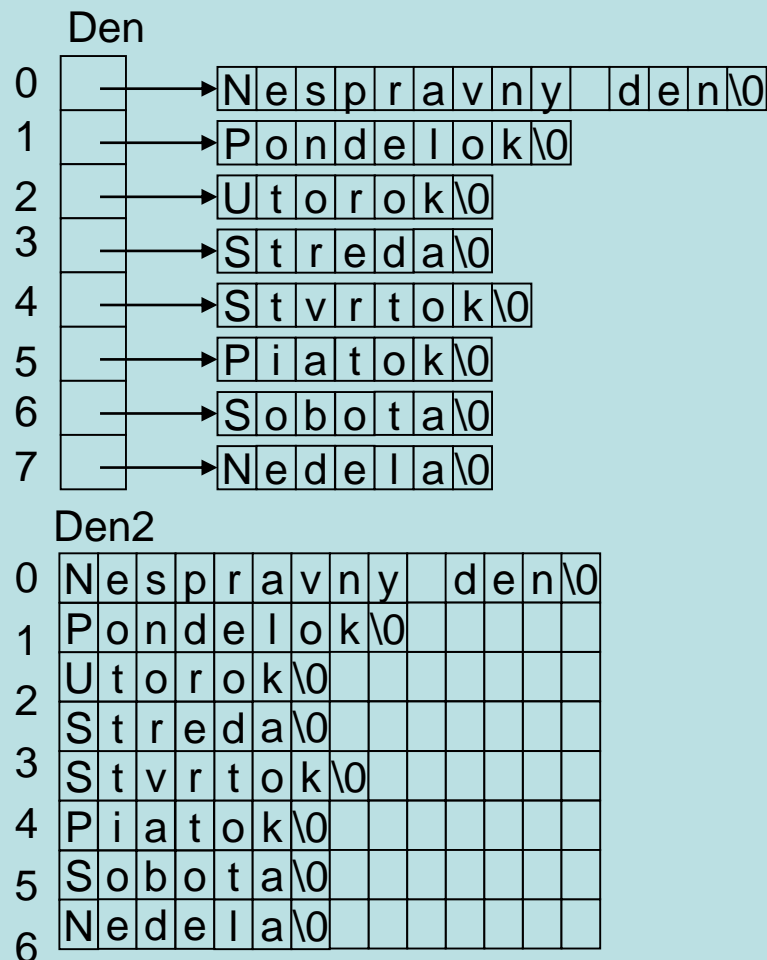 Den
0 Nespravny den\0
1 Pondelok\0
2 Utorok\0
3 Streda\0
4 Stvrtok\0
5 Piatok\0
6 Sobota\0
7 Nedela\0
Den2
0 Nespravny den\0
1 Pondelok\0
2 Utorok\0
3 Streda\0
4 Stvrtok\0
5 Piatok\0
6 Sobota\0
Nedela\0